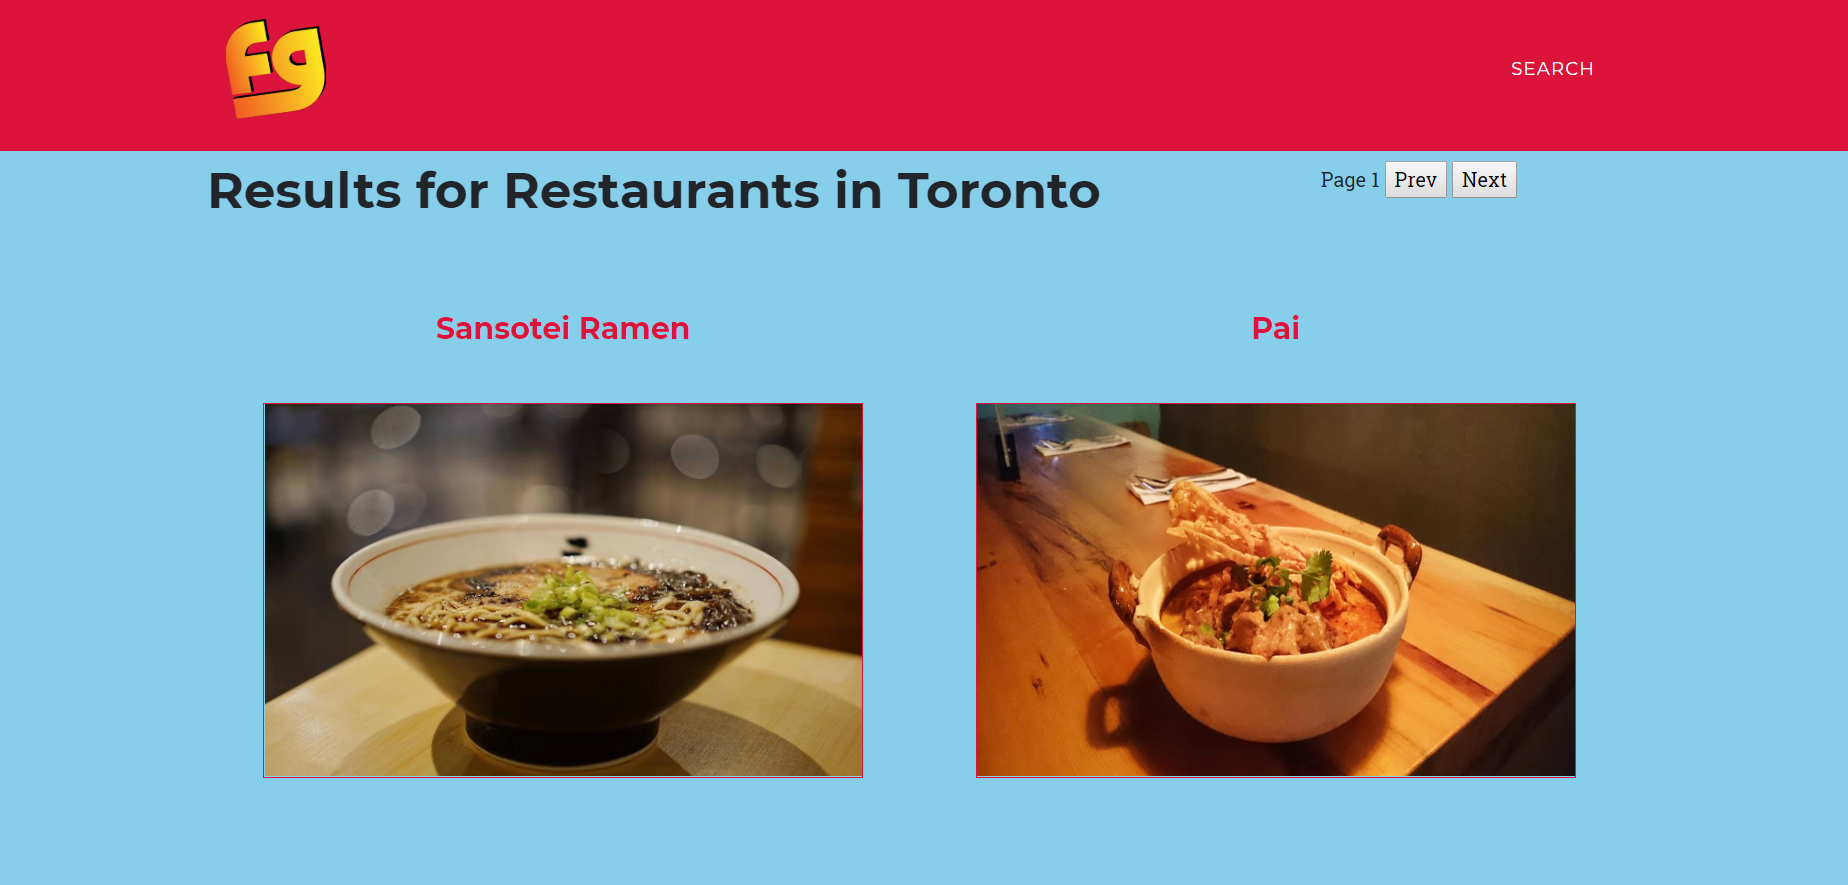 fg
SEARCH
Results for Restaurants in Toronto
Page 1 Prev Next
Sansotei Ramen
Pai